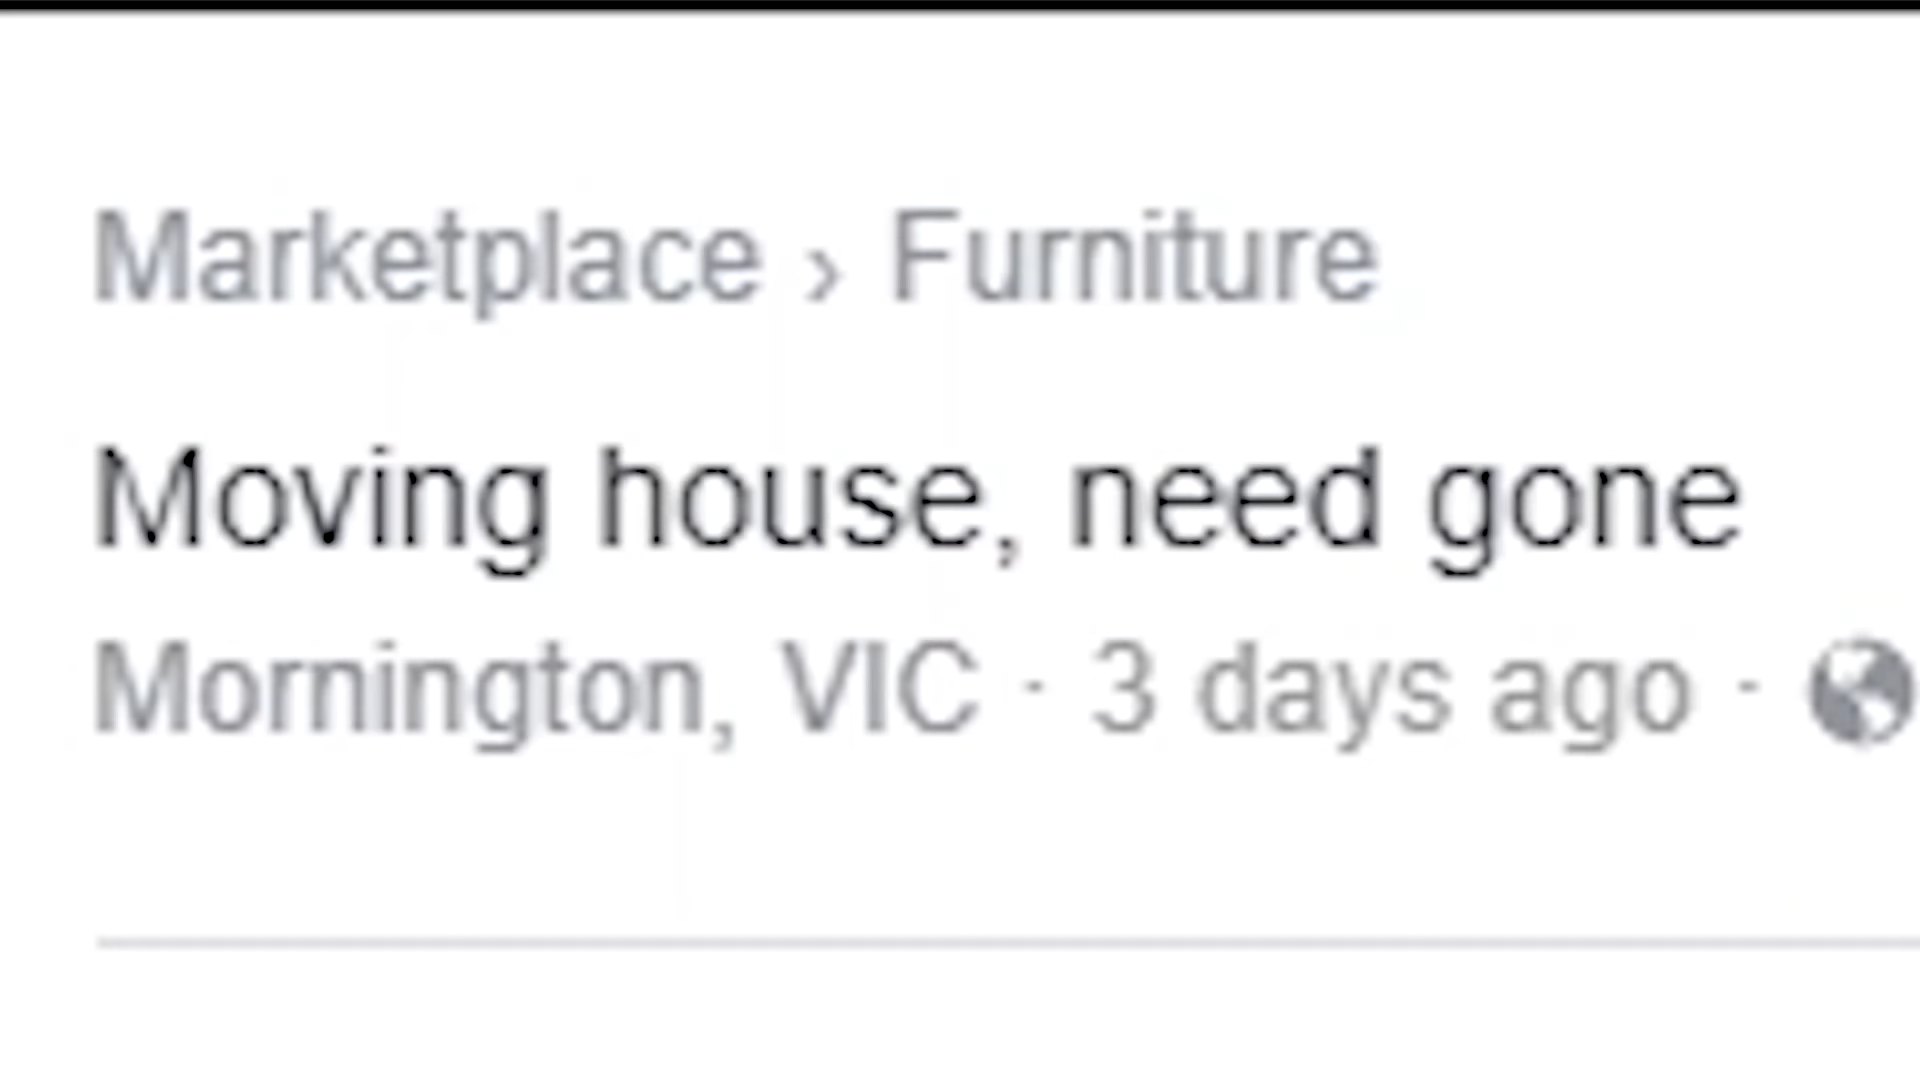 Marketplace › Furniture
Moving house, need gone
Mornington, VIC · 3 days ago ·